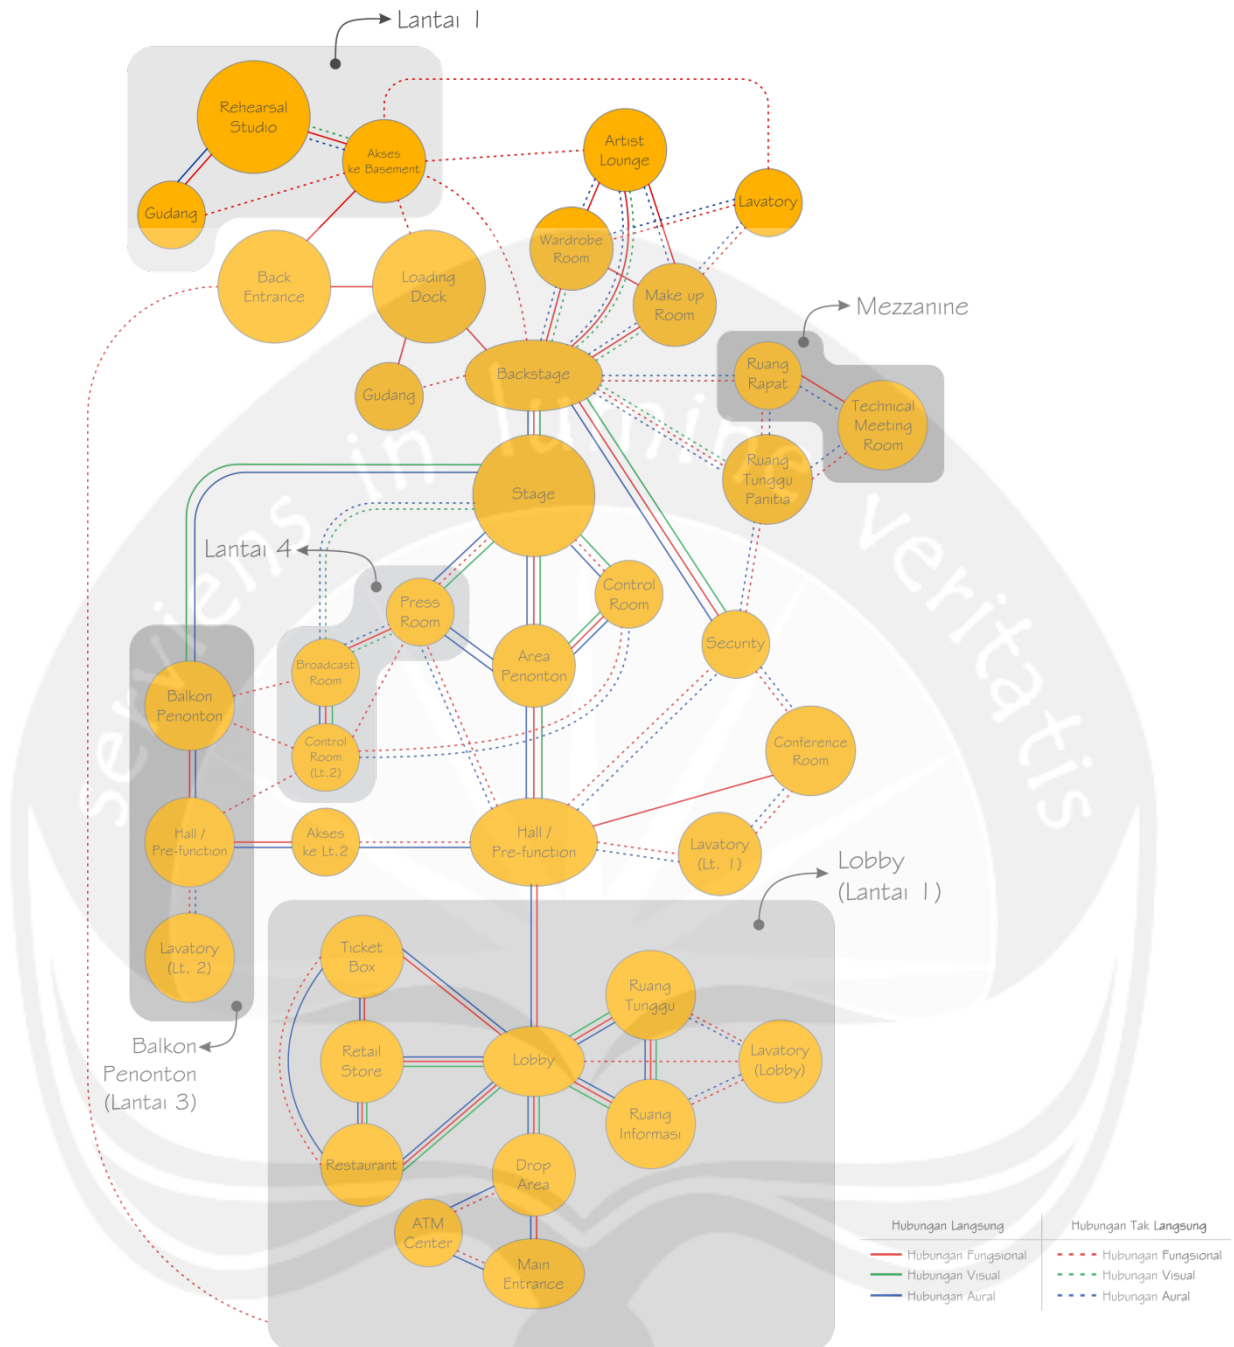 Lantai 1
Rehearsal
Studio
Akses
ke Basement
Gudang
Artist
Lounge
Lavatory
Wardrobe
Room
Back
Entrance
Loading
Dock
Make up
Room
Mezzanine
Backstage
Ruang
Rapat
Gudang
Technical
Meeting
Room
Ruang
Tunggu
Panitia
Stage
Lantai 4
Press
Room
Control
Room
Security
Broadcast
Room
Area
Penonton
Balkon
Penonton
Control
Room
(Lt.2)
Conference
Room
Hall /
Pre-function
Akses
ke Lt.2
Hall /
Pre-function
Lavatory
(Lt. 1)
Lobby
(Lantai 1)
Lavatory
(Lt. 2)
Ticket
Box
Ruang
Tunggu
Balkon
Penonton
(Lantai 3)
Retail
Store
Lobby
Lavatory
(Lobby)
Ruang
Informasi
Restaurant
Drop
Area
ATM
Center
Main
Entrance
Hubungan Langsung
Hubungan Tak Langsung
Hubungan Fungsional
Hubungan Fungsional
Hubungan Visual
Hubungan Visual
Hubungan Aural
Hubungan Aural
serviens in lumine veritatis